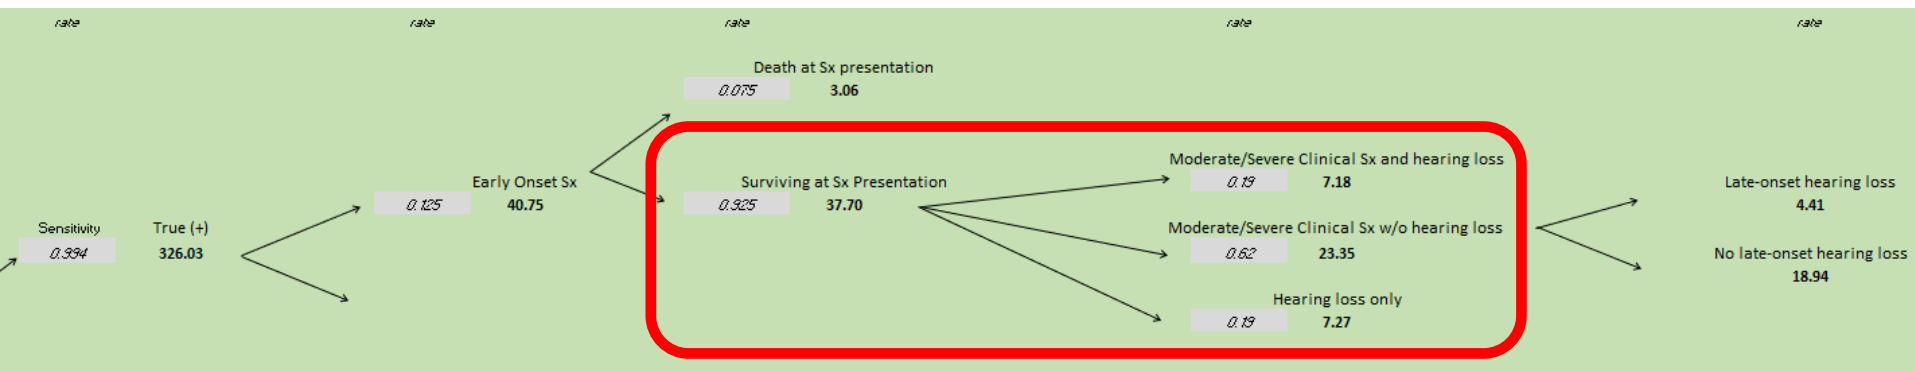 rate rate rate rate rate
Death at Sx presentation
0.075 3.06
Moderate/Severe Clinical Sx and hearing loss
0.19 7.18
Early Onset Sx Surviving at Sx Presentation Late-onset hearing loss
0.125 40.75 0.925 37.70 4.41
Sensitivity True (+) Moderate/Severe Clinical Sx w/o hearing loss
0.994 326.03 0.62 23.35 No late-onset hearing loss
18.94
Hearing loss only
0.19 7.27